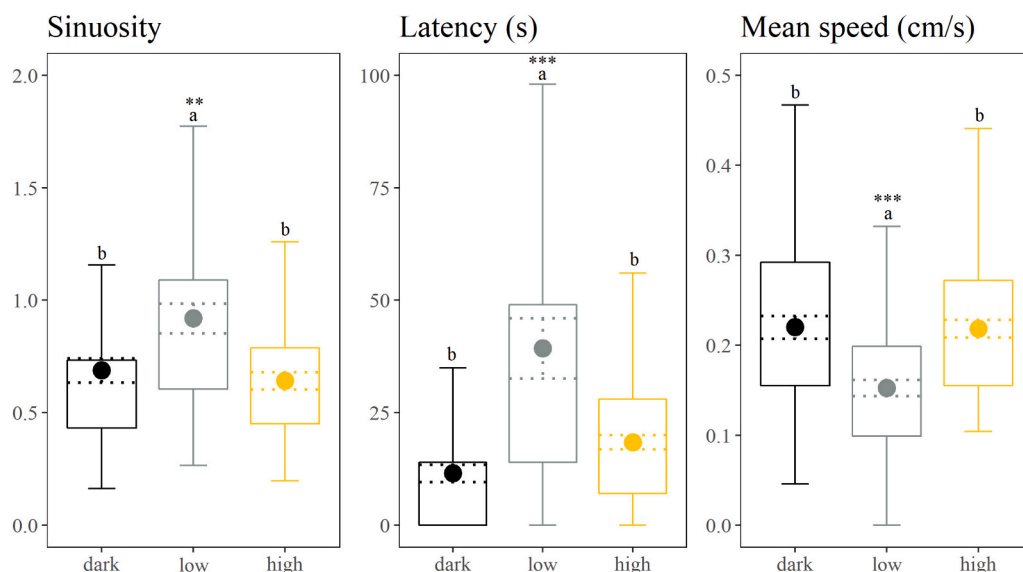 Sinuosity
2.0
1.5
1.0
0.5
0.0
b
**
a
b
dark low high
Latency (s)
100
75
50
25
0
b
***
a
b
dark low high
Mean speed (cm/s)
0.5
0.4
0.3
0.2
0.1
0.0
b
***
a
b
dark low high